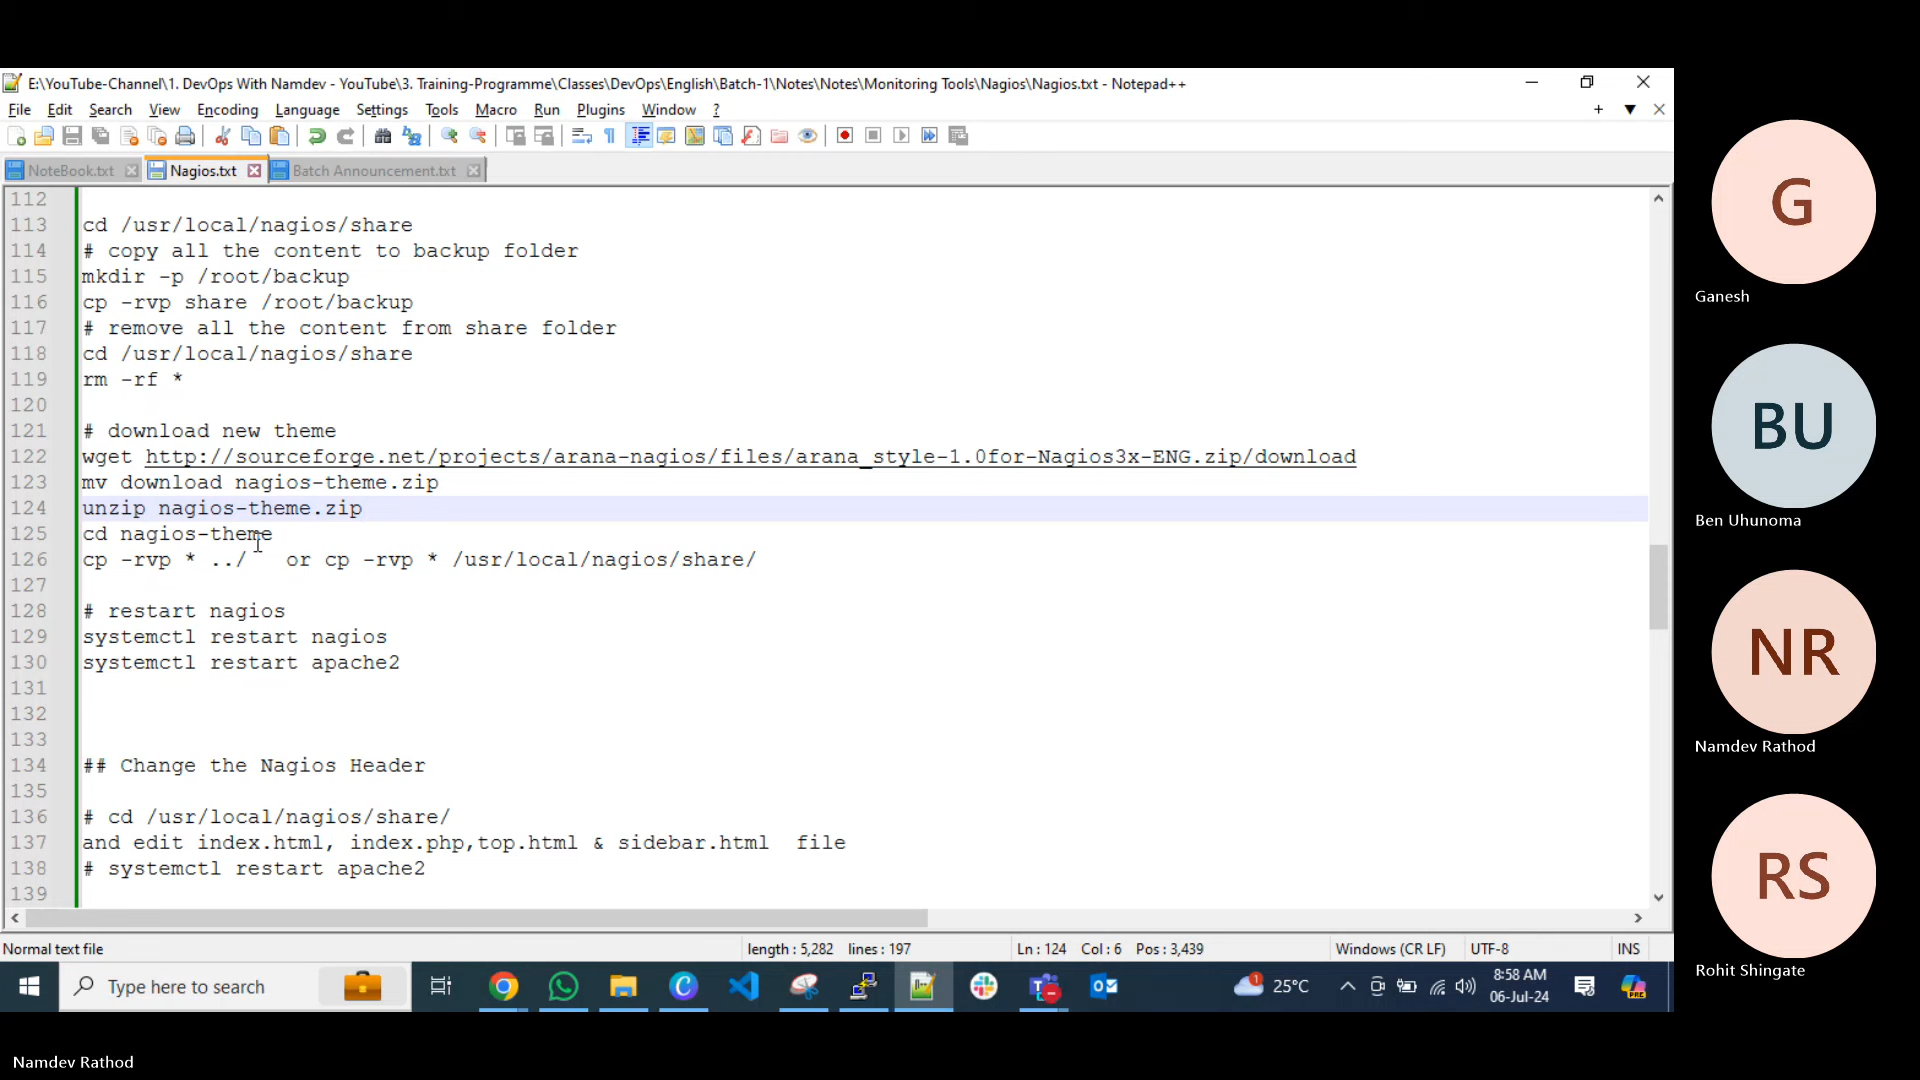 E:\YouTube-Channel\1. DevOps With Namdev - YouTube\3. Training-Programme\Classes\DevOps\English\Batch-1\Notes\Notes\Monitoring Tools\Nagios\Nagios.txt - Notepad++
File Edit Search View Encoding Language Settings Tools Macro Run Plugins Window ?
NoteBook.txt Nagios.txt Batch Announcement.txt
112
113 cd /usr/local/nagios/share
114 # copy all the content to backup folder
115 mkdir -p /root/backup
116 cp -rvp share /root/backup
117 # remove all the content from share folder
118 cd /usr/local/nagios/share
119 rm -rf *
120
121 # download new theme
122 wget http://sourceforge.net/projects/arana-nagios/files/arana_style-1.0for-Nagios3x-ENG.zip/download
123 mv download nagios-theme.zip
124 unzip nagios-theme.zip
125 cd nagios-theme
126 cp -rvp * ../   or cp -rvp * /usr/local/nagios/share/
127
128 # restart nagios
129 systemctl restart nagios
130 systemctl restart apache2
131
132
133
134 ## Change the Nagios Header
135
136 # cd /usr/local/nagios/share/
137 and edit index.html, index.php,top.html & sidebar.html  file
138 # systemctl restart apache2
139
Normal text file length : 5,282 lines : 197 Ln : 124 Col : 6 Pos : 3,439 Windows (CR LF) UTF-8 INS
Type here to search 25°C 8:58 AM
06-Jul-24
G
Ganesh
BU
Ben Uhunoma
NR
Namdev Rathod
RS
Rohit Shingate
Namdev Rathod